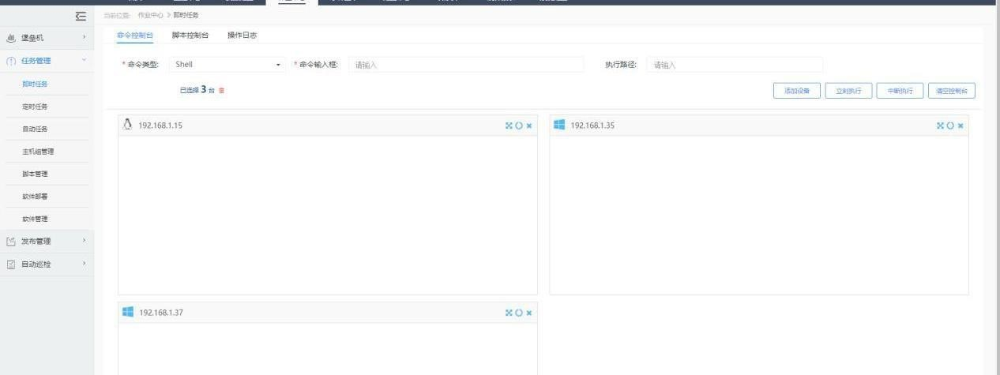 当前位置: 作业中心 > 即时任务
堡垒机
任务管理
即时任务
定时任务
自动任务
主机组管理
脚本管理
软件部署
软件管理
发布管理
自动巡检
命令控制台 脚本控制台 操作日志
* 命令类型: Shell * 命令输入框: 请输入 执行路径: 请输入
已选择 3 台 添加设备 立刻执行 中断执行 清空控制台
192.168.1.15 192.168.1.35
192.168.1.37